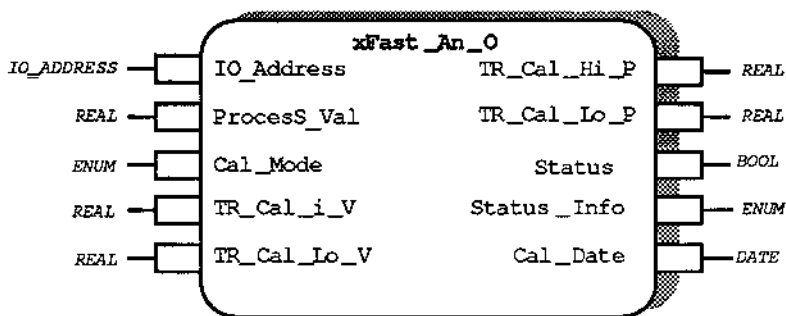 xFast_An_O
IO_ADDRESS IO_Address TR_Cal_Hi_P REAL
REAL ProcesS_Val TR_Cal_Lo_P REAL
ENUM Cal_Mode Status BOOL
REAL TR_Cal_i_V Status_Info ENUM
REAL TR_Cal_Lo_V Cal_Date DATE